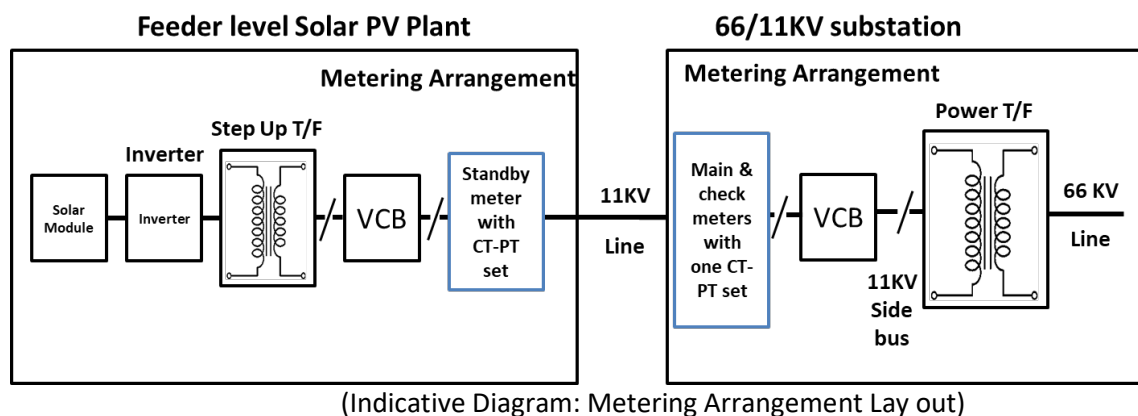 Feeder level Solar PV Plant
66/11KV substation
Metering Arrangement
Step Up T/F
Inverter
Solar
Module
Inverter
VCB
Standby
meter
with
CT-PT
set
11KV
Line
Metering Arrangement
Power T/F
Main &
check
meters
with
one CT-
PT set
VCB
11KV
Side
bus
66 KV
Line
(Indicative Diagram: Metering Arrangement Lay out)